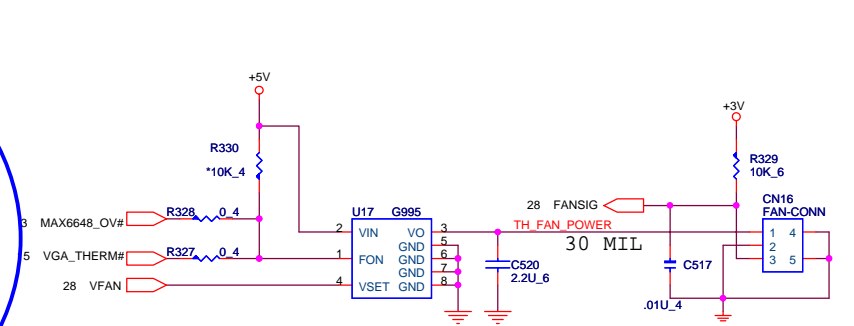 +5V
+3V
R330
*10K_4
R329
10K_6
CN16
FAN-CONN
3 MAX6648_OV#
R328 0_4
U17 G995
28 FANSIG
TH_FAN_POWER
30 MIL
2 VIN VO 3
GND 5
1 FON GND 6
GND 7
4 VSET GND 8
1 4
2
3 5
5 VGA_THERM#
R327 0_4
28 VFAN
C520
2.2U_6
C517
.01U_4